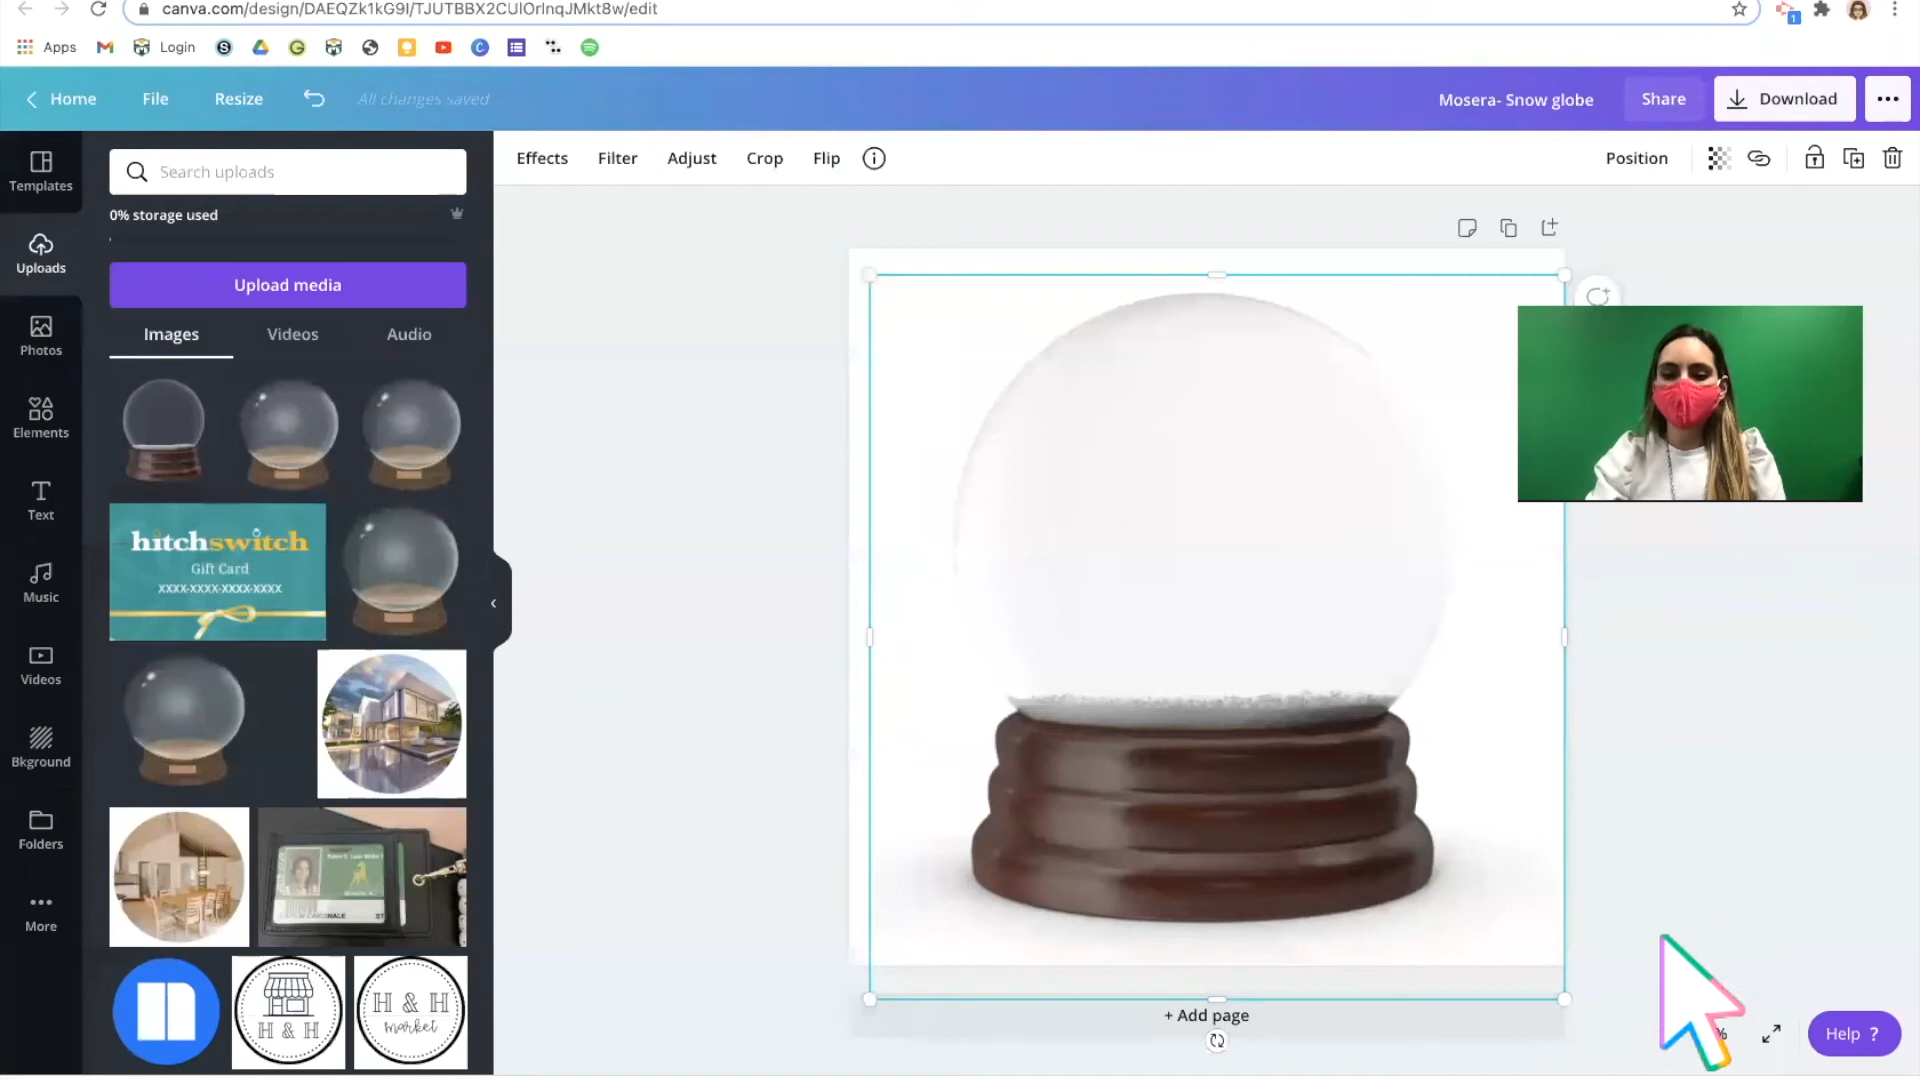 canva.com/design/DAEQZk1kG9I/TJUTBBX2CUlOrInqJMkt8w/edit
1
Apps
Login
Home
File
Resize
All changes saved
Mosera- Snow globe
Share
Download
Templates
Search uploads
Effects
Filter
Adjust
Crop
Flip
Position
0% storage used
Uploads
Upload media
Images
Videos
Audio
Photos
Elements
Text
hitchswitch
Gift Card
XXXX-XXXX-XXXX-XXXX
Music
Videos
Bkground
Folders
More
H & H
H & H
market
+ Add page
%
Help ?